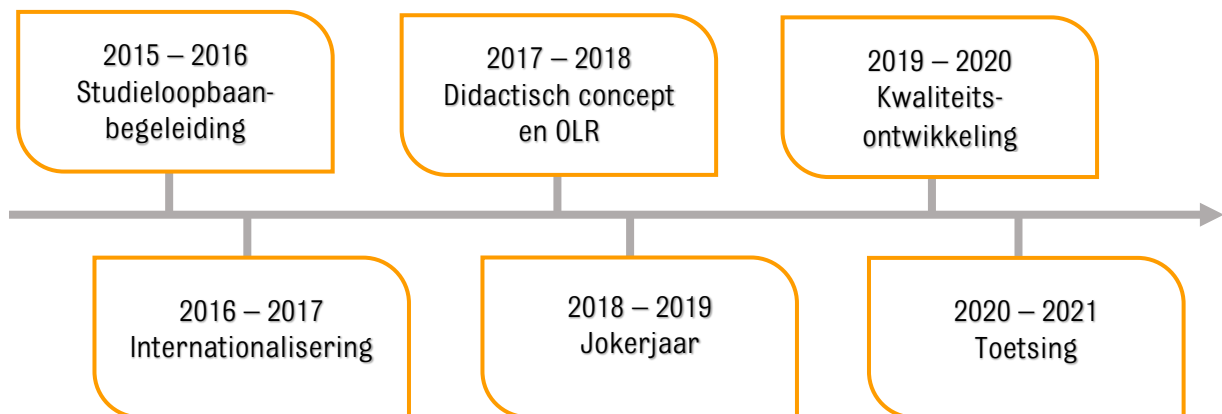 2015 – 2016
Studieloopbaan-
begeleiding
2016 – 2017
Internationalisering
2017 – 2018
Didactisch concept
en OLR
2018 – 2019
Jokerjaar
2019 – 2020
Kwaliteits-
ontwikkeling
2020 – 2021
Toetsing